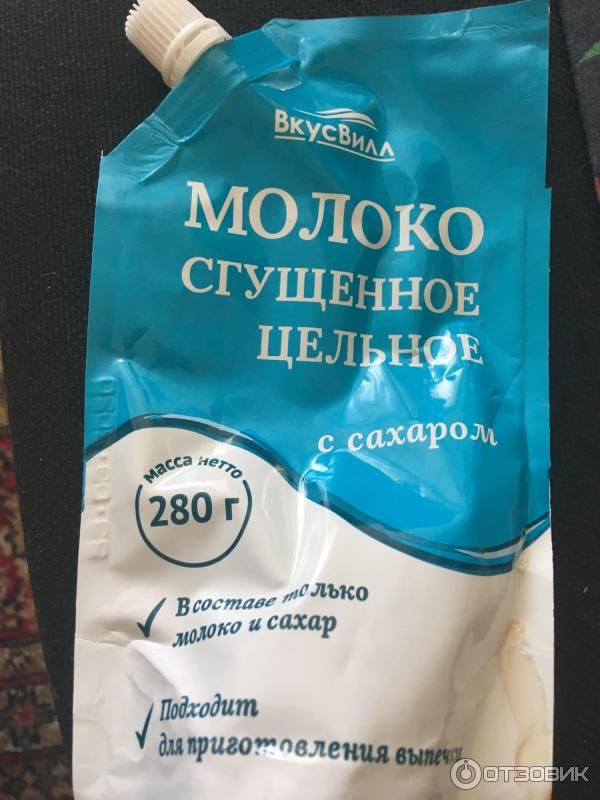 ВкусВилл
МОЛОКО
СГУЩЕННОЕ
ЦЕЛЬНОЕ
с сахаром
масса нетто
280 г
В составе только
молоко и сахар
Подходит
для приготовления выпечки
ОТЗОВИК